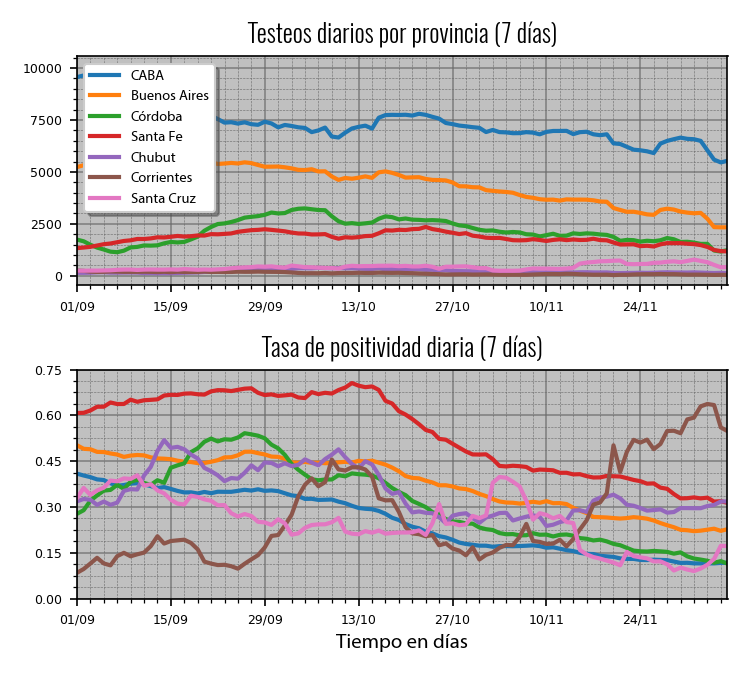 Testeos diarios por provincia (7 días)
10000
7500
5000
2500
0
CABA
Buenos Aires
Córdoba
Santa Fe
Chubut
Corrientes
Santa Cruz
01/09 15/09 29/09 13/10 27/10 10/11 24/11
Tasa de positividad diaria (7 días)
0.75
0.60
0.45
0.30
0.15
0.00
01/09 15/09 29/09 13/10 27/10 10/11 24/11
Tiempo en días